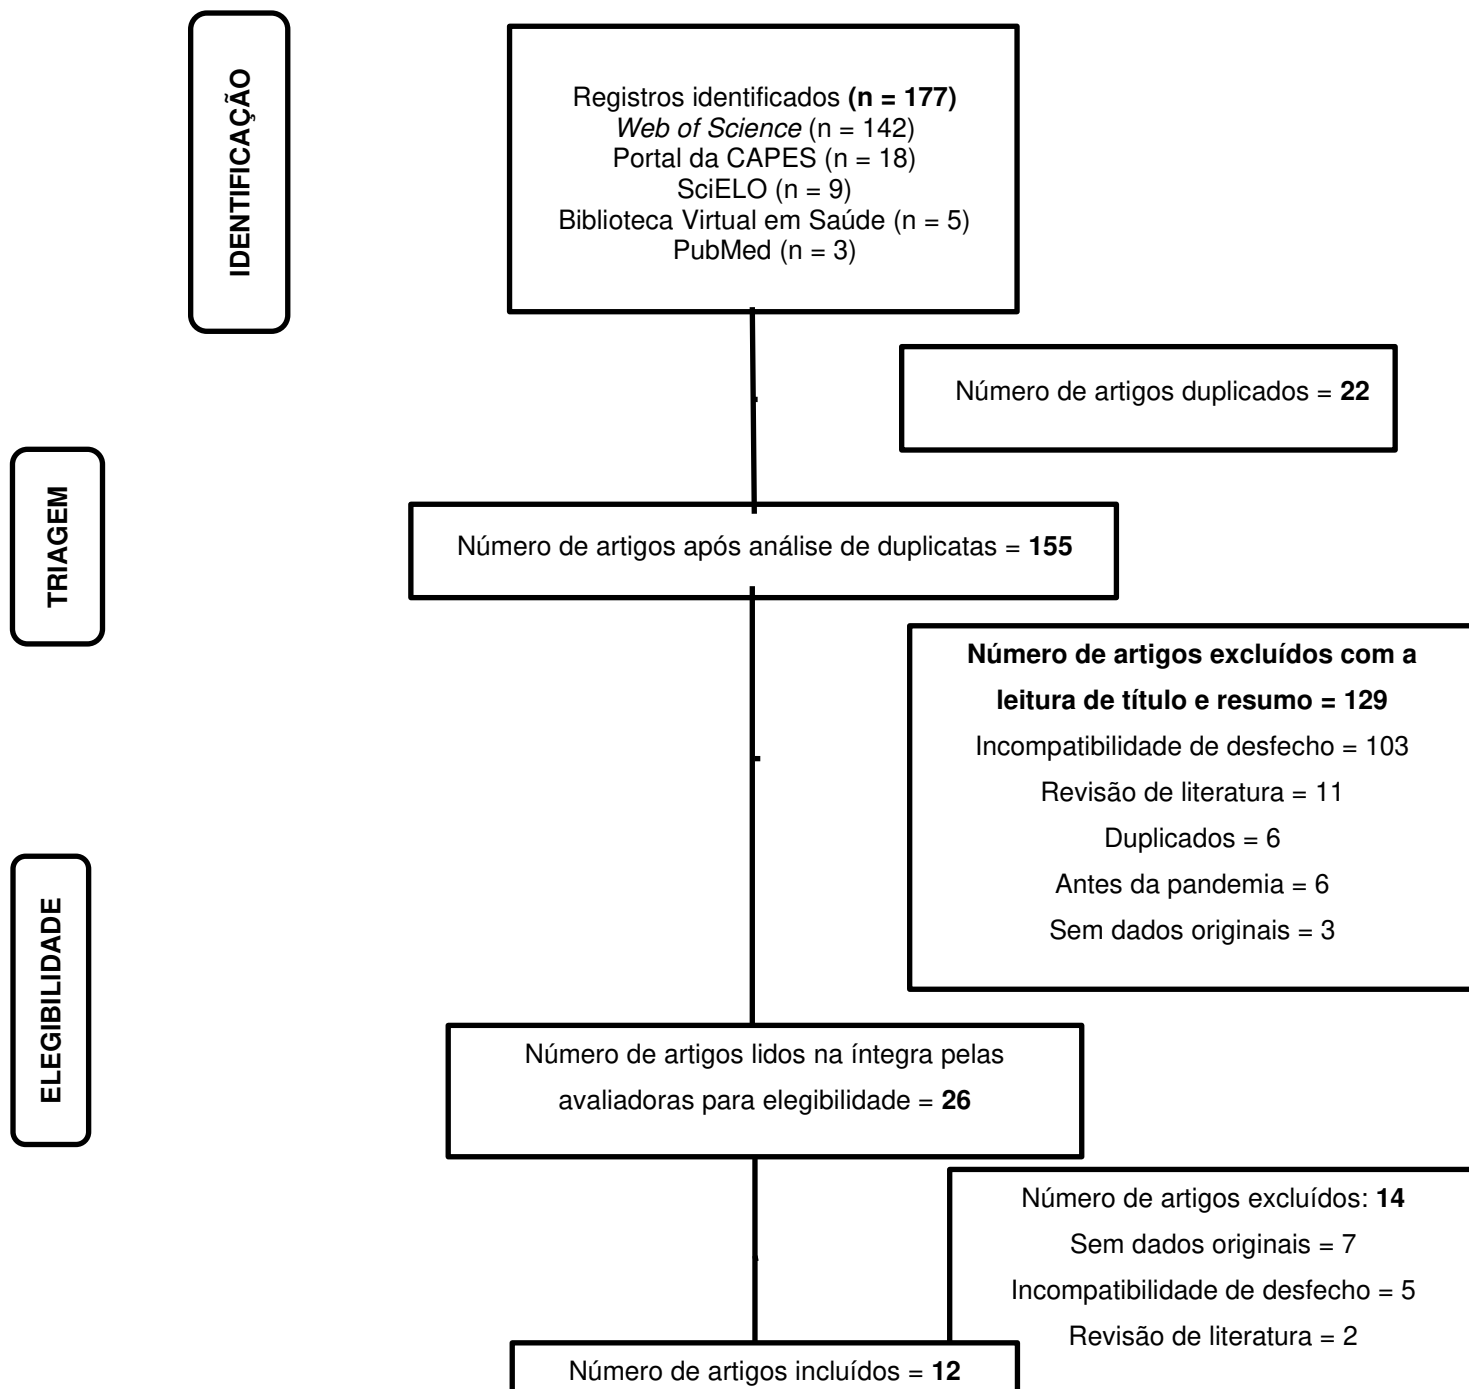 IDENTIFICAÇÃO
Registros identificados (n = 177)
Web of Science (n = 142)
Portal da CAPES (n = 18)
SciELO (n = 9)
Biblioteca Virtual em Saúde (n = 5)
PubMed (n = 3)
Número de artigos duplicados = 22
TRIAGEM
Número de artigos após análise de duplicatas = 155
Número de artigos excluídos com a
leitura de título e resumo = 129
Incompatibilidade de desfecho = 103
Revisão de literatura = 11
Duplicados = 6
Antes da pandemia = 6
Sem dados originais = 3
ELEGIBILIDADE
Número de artigos lidos na íntegra pelas
avaliadoras para elegibilidade = 26
Número de artigos excluídos: 14
Sem dados originais = 7
Incompatibilidade de desfecho = 5
Revisão de literatura = 2
Número de artigos incluídos = 12